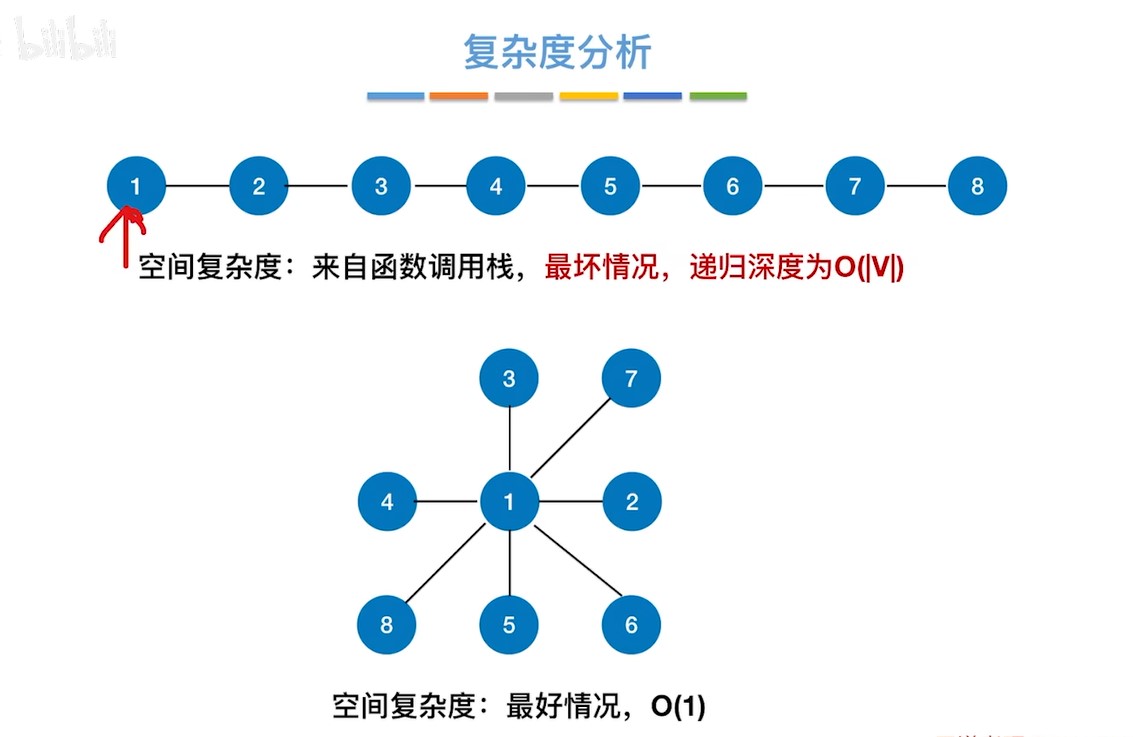 bilibili
复杂度分析
1 2 3 4 5 6 7 8
空间复杂度：来自函数调用栈，最坏情况，递归深度为O(|V|)
3 7
4 1 2
8 5 6
空间复杂度：最好情况，O(1)